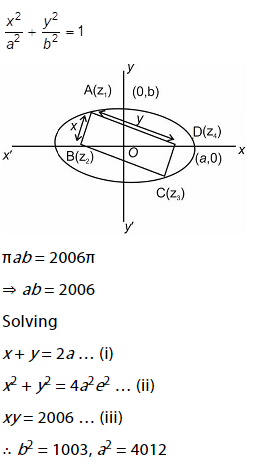 x²/a² + y²/b² = 1
y
A(z₁) (0,b)
x y
D(z₄)
x′ B(z₂) O x
(a,0)
C(z₃)
y′
πab = 2006π
⇒ ab = 2006
Solving
x + y = 2a … (i)
x² + y² = 4a²e² … (ii)
xy = 2006 … (iii)
∴ b² = 1003, a² = 4012